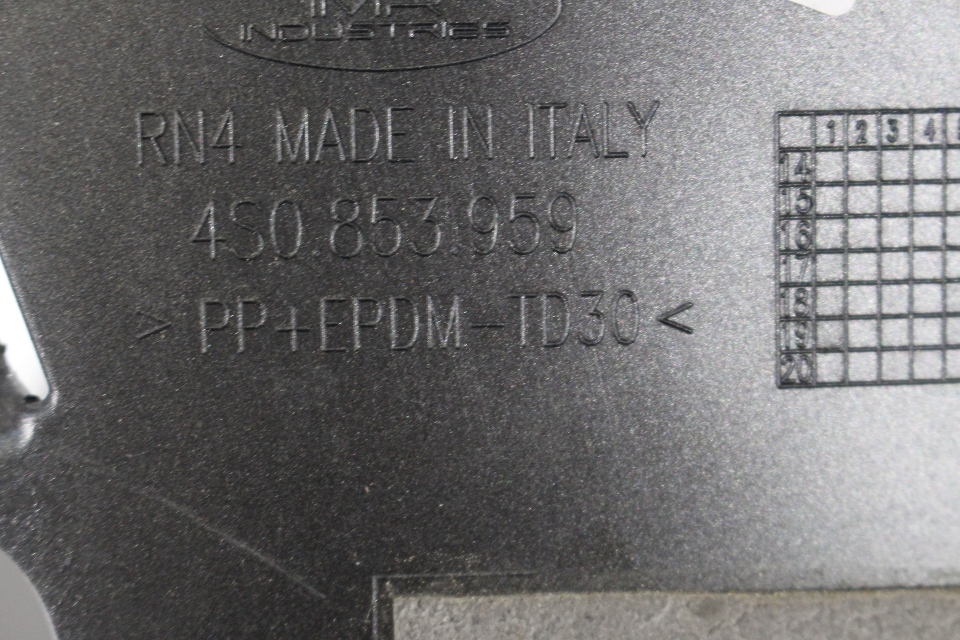 IMR
INDUSTRIES
RN4 MADE IN ITALY
4S0.853.959
> PP+EPDM-TD30 <
1 2 3 4
14
15
16
17
18
19
20